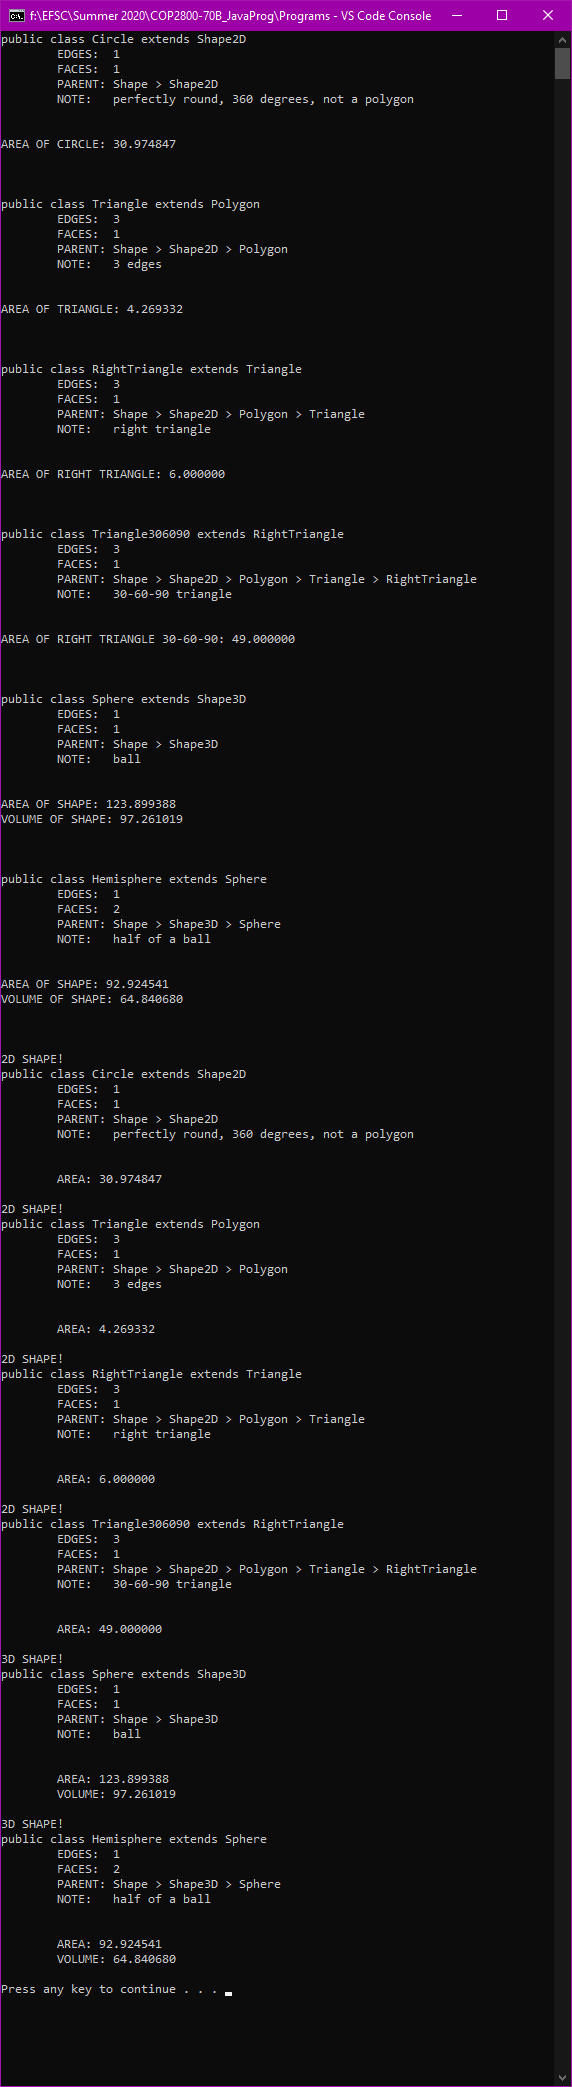 f:\EFSC\Summer 2020\COP2800-70B_JavaProg\Programs - VS Code Console
public class Circle extends Shape2D
EDGES: 1
FACES: 1
PARENT: Shape > Shape2D
NOTE: perfectly round, 360 degrees, not a polygon
AREA OF CIRCLE: 30.974847
public class Triangle extends Polygon
EDGES: 3
FACES: 1
PARENT: Shape > Shape2D > Polygon
NOTE: 3 edges
AREA OF TRIANGLE: 4.269332
public class RightTriangle extends Triangle
EDGES: 3
FACES: 1
PARENT: Shape > Shape2D > Polygon > Triangle
NOTE: right triangle
AREA OF RIGHT TRIANGLE: 6.000000
public class Triangle306090 extends RightTriangle
EDGES: 3
FACES: 1
PARENT: Shape > Shape2D > Polygon > Triangle > RightTriangle
NOTE: 30-60-90 triangle
AREA OF RIGHT TRIANGLE 30-60-90: 49.000000
public class Sphere extends Shape3D
EDGES: 1
FACES: 1
PARENT: Shape > Shape3D
NOTE: ball
AREA OF SHAPE: 123.899388
VOLUME OF SHAPE: 97.261019
public class Hemisphere extends Sphere
EDGES: 1
FACES: 2
PARENT: Shape > Shape3D > Sphere
NOTE: half of a ball
AREA OF SHAPE: 92.924541
VOLUME OF SHAPE: 64.840680
2D SHAPE!
public class Circle extends Shape2D
EDGES: 1
FACES: 1
PARENT: Shape > Shape2D
NOTE: perfectly round, 360 degrees, not a polygon
AREA: 30.974847
2D SHAPE!
public class Triangle extends Polygon
EDGES: 3
FACES: 1
PARENT: Shape > Shape2D > Polygon
NOTE: 3 edges
AREA: 4.269332
2D SHAPE!
public class RightTriangle extends Triangle
EDGES: 3
FACES: 1
PARENT: Shape > Shape2D > Polygon > Triangle
NOTE: right triangle
AREA: 6.000000
2D SHAPE!
public class Triangle306090 extends RightTriangle
EDGES: 3
FACES: 1
PARENT: Shape > Shape2D > Polygon > Triangle > RightTriangle
NOTE: 30-60-90 triangle
AREA: 49.000000
3D SHAPE!
public class Sphere extends Shape3D
EDGES: 1
FACES: 1
PARENT: Shape > Shape3D
NOTE: ball
AREA: 123.899388
VOLUME: 97.261019
3D SHAPE!
public class Hemisphere extends Sphere
EDGES: 1
FACES: 2
PARENT: Shape > Shape3D > Sphere
NOTE: half of a ball
AREA: 92.924541
VOLUME: 64.840680
Press any key to continue . . .